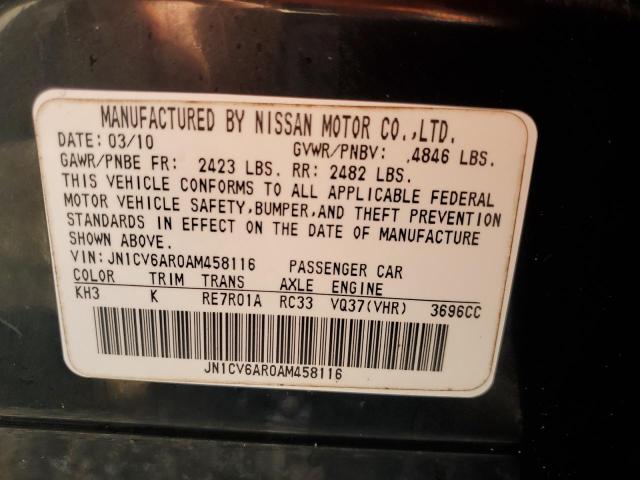 MANUFACTURED BY NISSAN MOTOR CO.,LTD.
DATE: 03/10 GVWR/PNBV: 4846 LBS.
GAWR/PNBE FR: 2423 LBS. RR: 2482 LBS.
THIS VEHICLE CONFORMS TO ALL APPLICABLE FEDERAL
MOTOR VEHICLE SAFETY,BUMPER,AND THEFT PREVENTION
STANDARDS IN EFFECT ON THE DATE OF MANUFACTURE
SHOWN ABOVE.
VIN:JN1CV6AR0AM458116 PASSENGER CAR
COLOR TRIM TRANS AXLE ENGINE
KH3 K RE7R01A RC33 VQ37(VHR) 3696CC
JN1CV6AR0AM458116